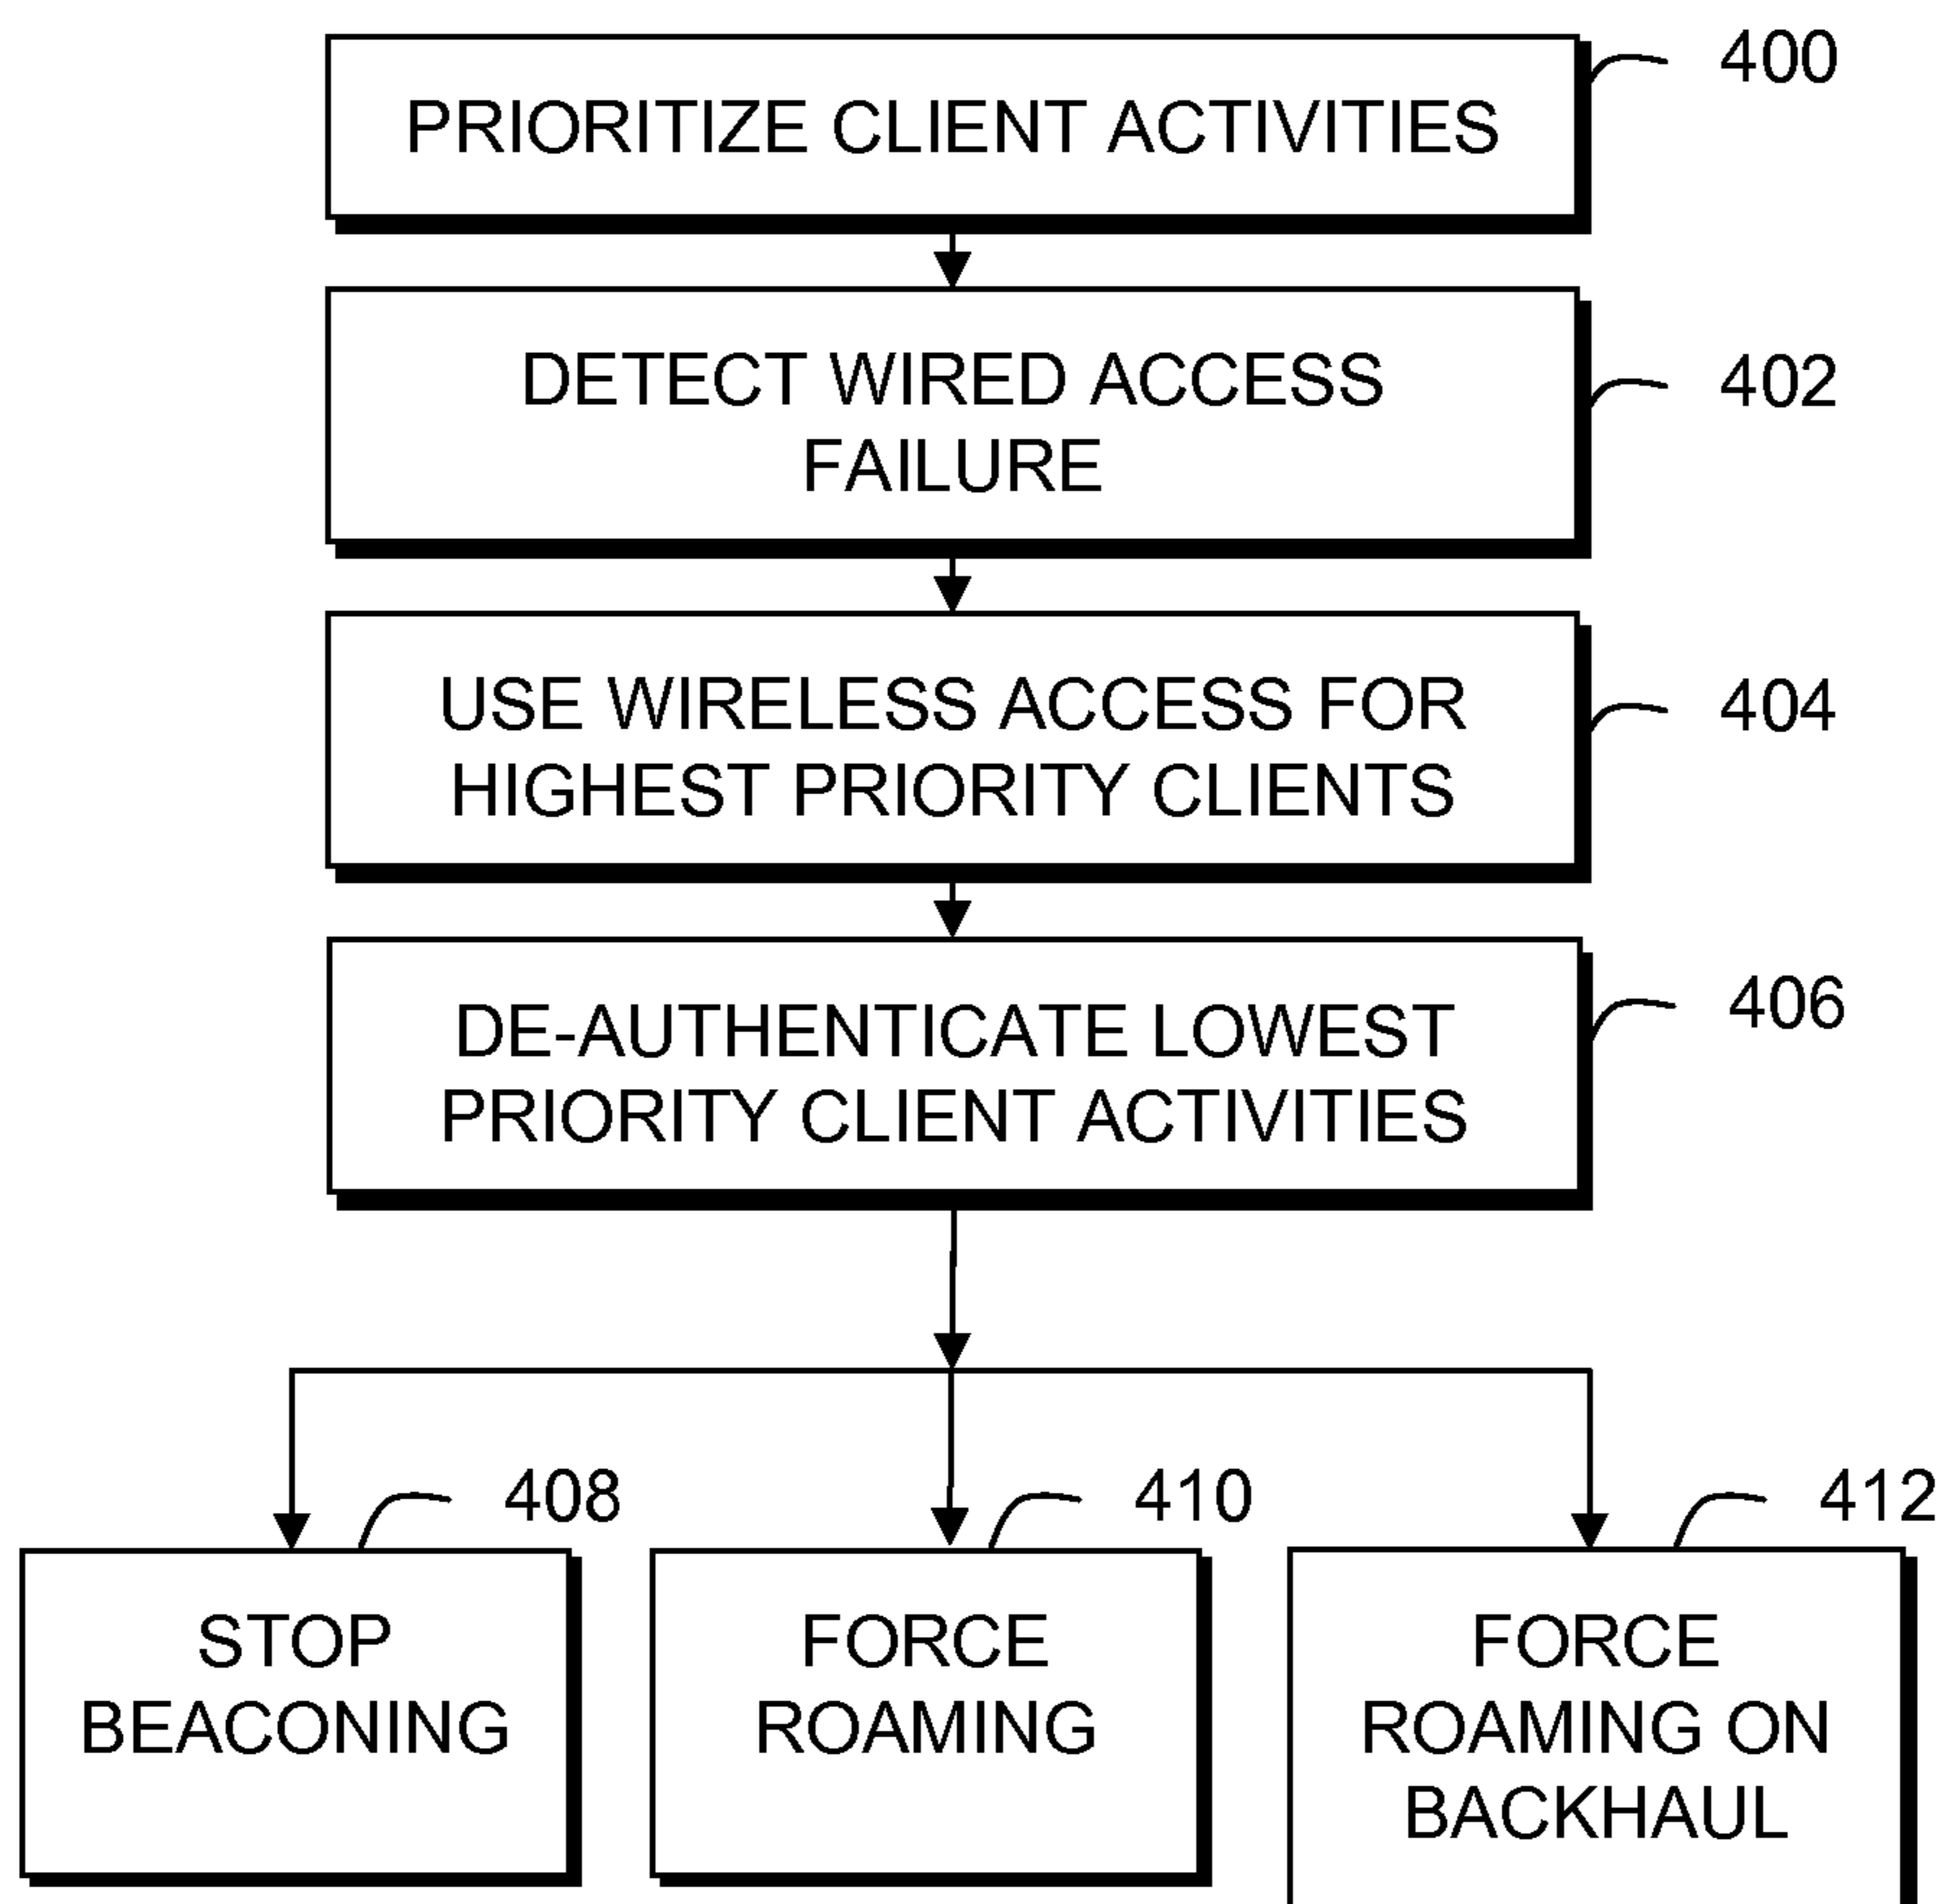 400
PRIORITIZE CLIENT ACTIVITIES
402
DETECT WIRED ACCESS
FAILURE
404
USE WIRELESS ACCESS FOR
HIGHEST PRIORITY CLIENTS
406
DE-AUTHENTICATE LOWEST
PRIORITY CLIENT ACTIVITIES
408
STOP
BEACONING
410
FORCE
ROAMING
412
FORCE
ROAMING ON
BACKHAUL